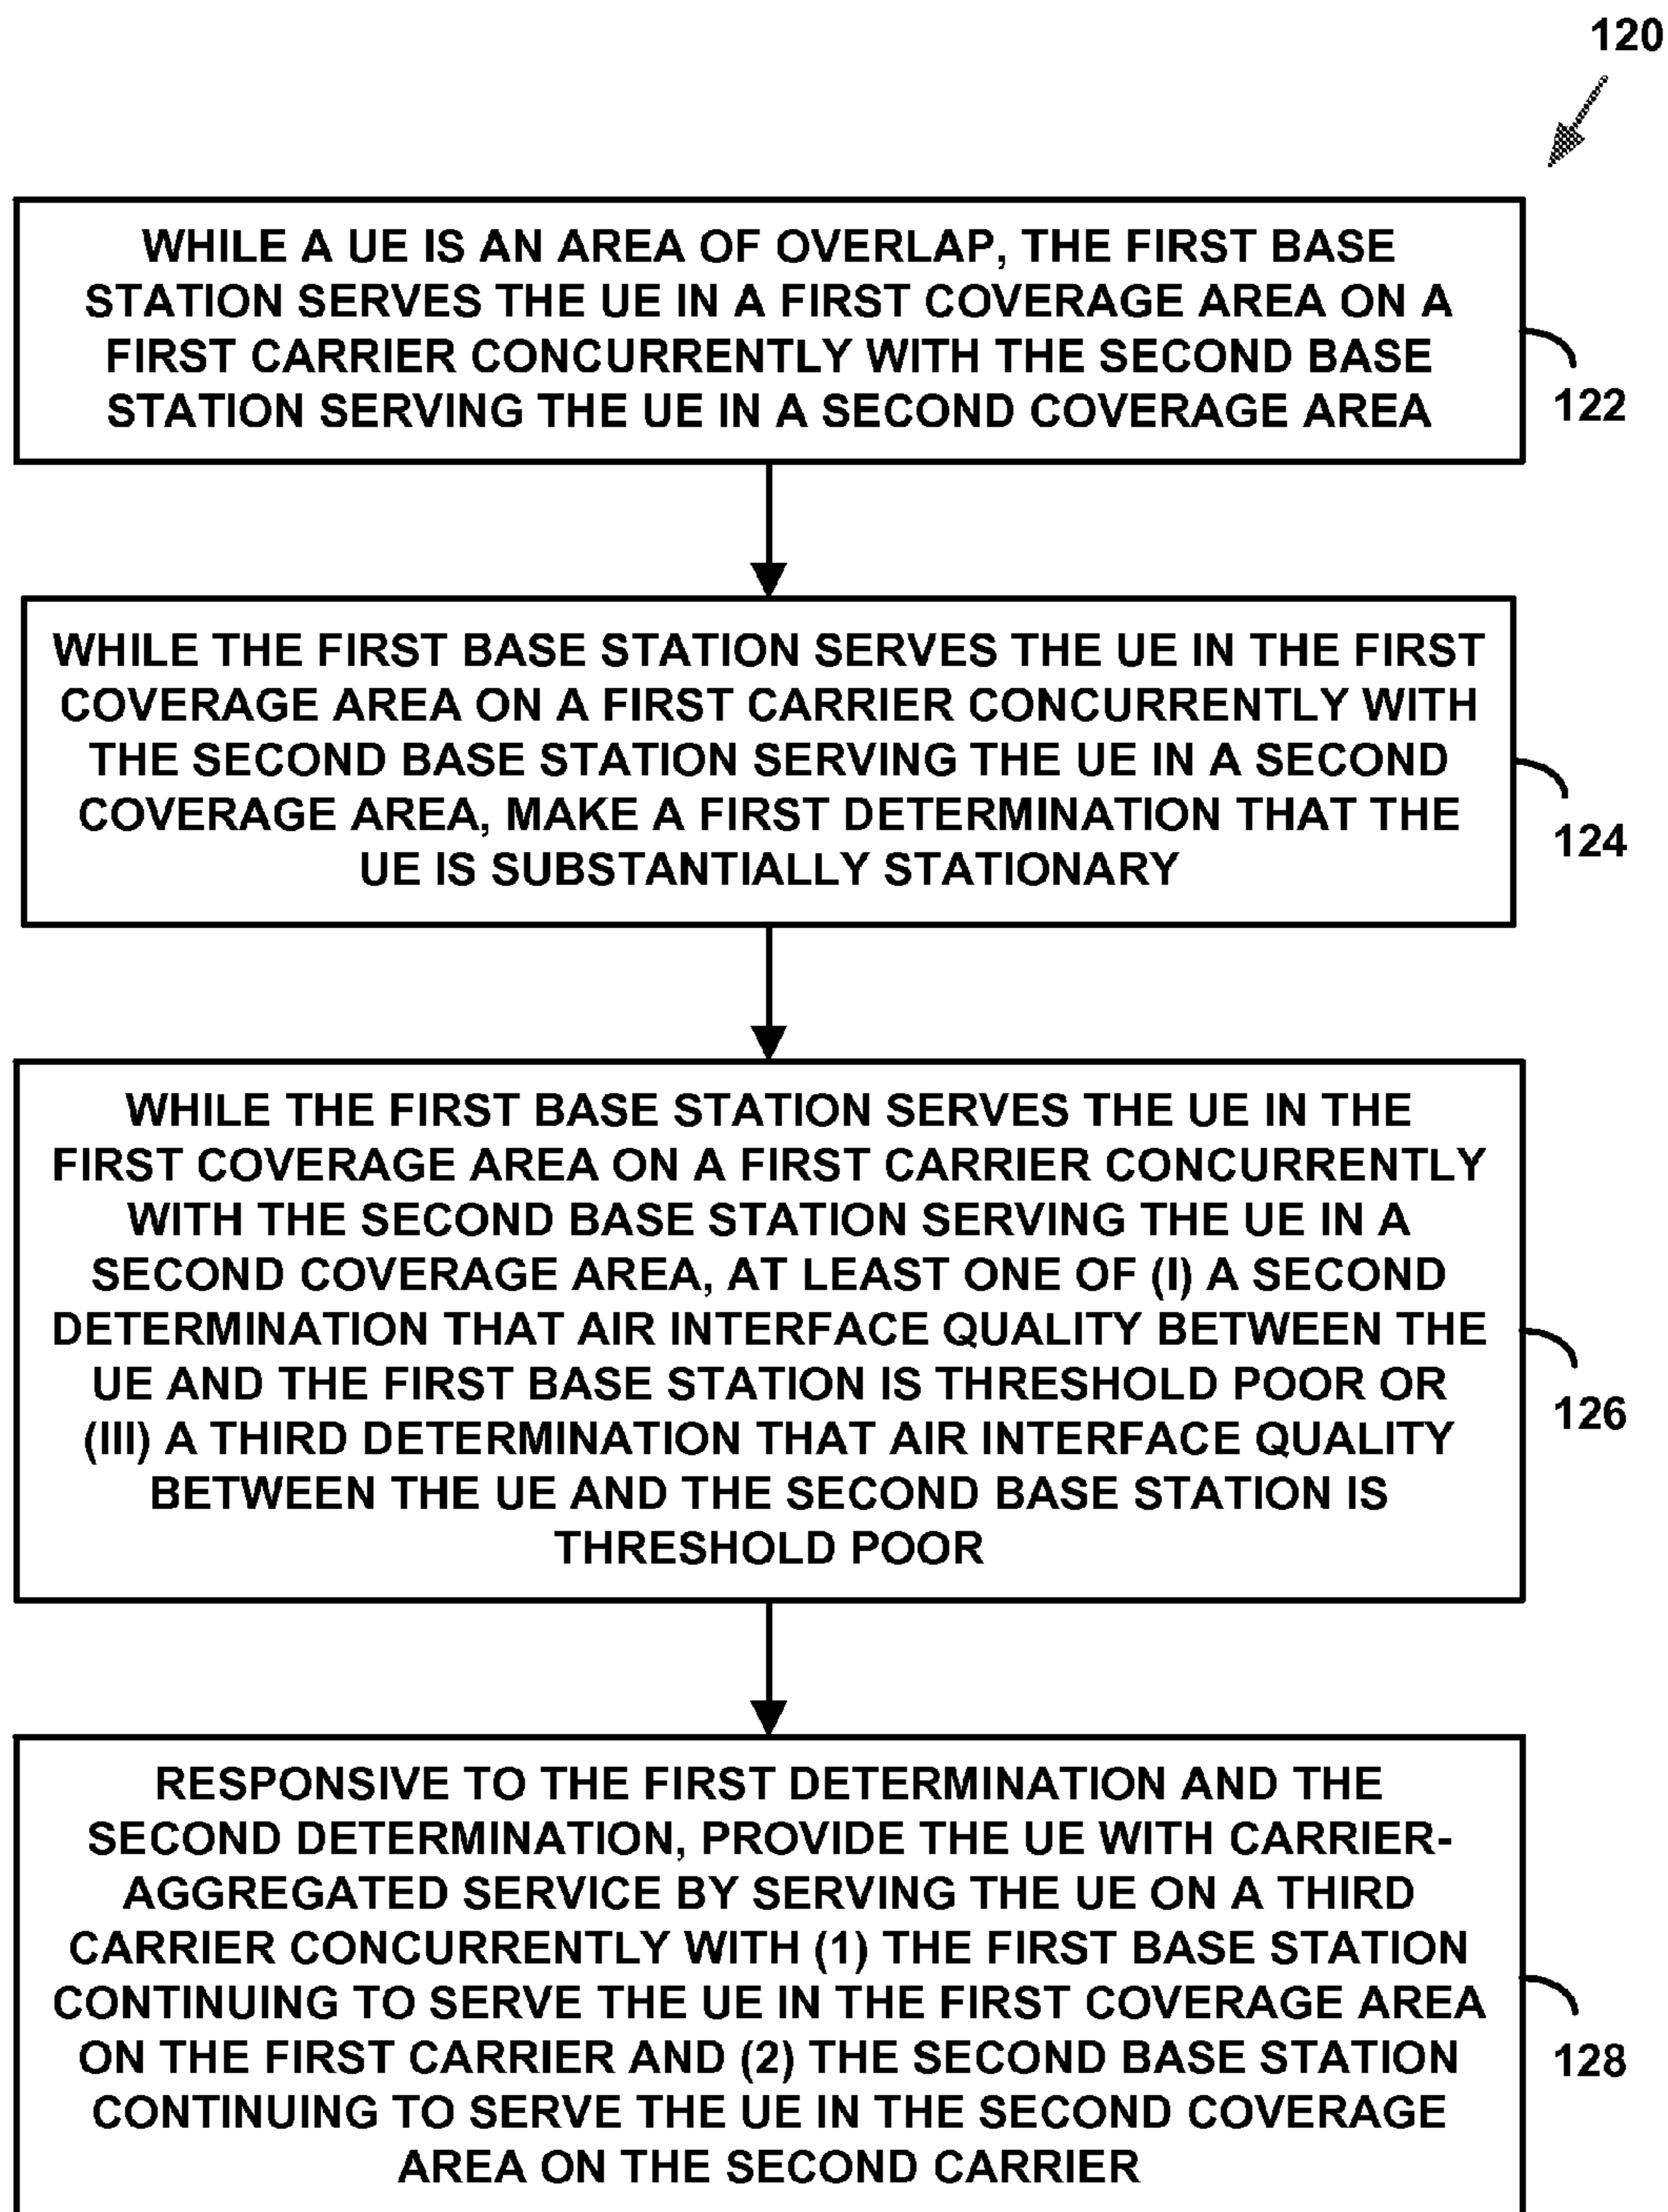 120
WHILE A UE IS AN AREA OF OVERLAP, THE FIRST BASE
STATION SERVES THE UE IN A FIRST COVERAGE AREA ON A
FIRST CARRIER CONCURRENTLY WITH THE SECOND BASE
STATION SERVING THE UE IN A SECOND COVERAGE AREA
122
WHILE THE FIRST BASE STATION SERVES THE UE IN THE FIRST
COVERAGE AREA ON A FIRST CARRIER CONCURRENTLY WITH
THE SECOND BASE STATION SERVING THE UE IN A SECOND
COVERAGE AREA, MAKE A FIRST DETERMINATION THAT THE
UE IS SUBSTANTIALLY STATIONARY
124
WHILE THE FIRST BASE STATION SERVES THE UE IN THE
FIRST COVERAGE AREA ON A FIRST CARRIER CONCURRENTLY
WITH THE SECOND BASE STATION SERVING THE UE IN A
SECOND COVERAGE AREA, AT LEAST ONE OF (I) A SECOND
DETERMINATION THAT AIR INTERFACE QUALITY BETWEEN THE
UE AND THE FIRST BASE STATION IS THRESHOLD POOR OR
(III) A THIRD DETERMINATION THAT AIR INTERFACE QUALITY
BETWEEN THE UE AND THE SECOND BASE STATION IS
THRESHOLD POOR
126
RESPONSIVE TO THE FIRST DETERMINATION AND THE
SECOND DETERMINATION, PROVIDE THE UE WITH CARRIER-
AGGREGATED SERVICE BY SERVING THE UE ON A THIRD
CARRIER CONCURRENTLY WITH (1) THE FIRST BASE STATION
CONTINUING TO SERVE THE UE IN THE FIRST COVERAGE AREA
ON THE FIRST CARRIER AND (2) THE SECOND BASE STATION
CONTINUING TO SERVE THE UE IN THE SECOND COVERAGE
AREA ON THE SECOND CARRIER
128